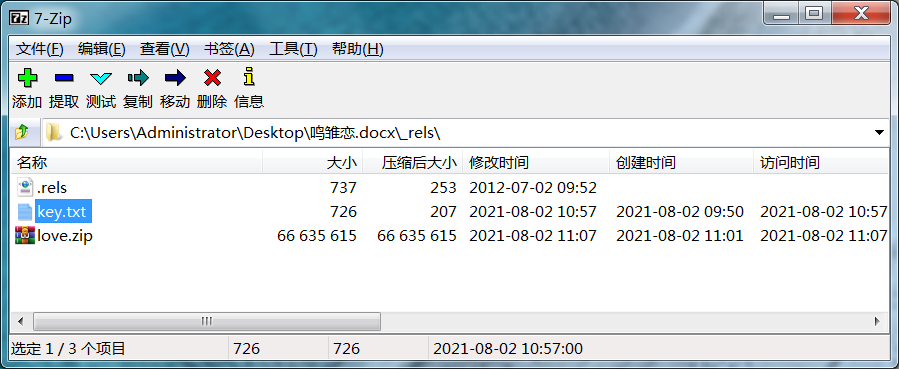 7-Zip
文件(F) 编辑(E) 查看(V) 书签(A) 工具(T) 帮助(H)
添加 提取 测试 复制 移动 删除 信息
C:\Users\Administrator\Desktop\鸣雏恋.docx\_rels\
名称 大小 压缩后大小 修改时间 创建时间 访问时间
.rels 737 253 2012-07-02 09:52
key.txt 726 207 2021-08-02 10:57 2021-08-02 09:50 2021-08-02 10:57
love.zip 66 635 615 66 635 615 2021-08-02 11:07 2021-08-02 11:01 2021-08-02 11:07
选定 1 / 3 个项目 726 726 2021-08-02 10:57:00